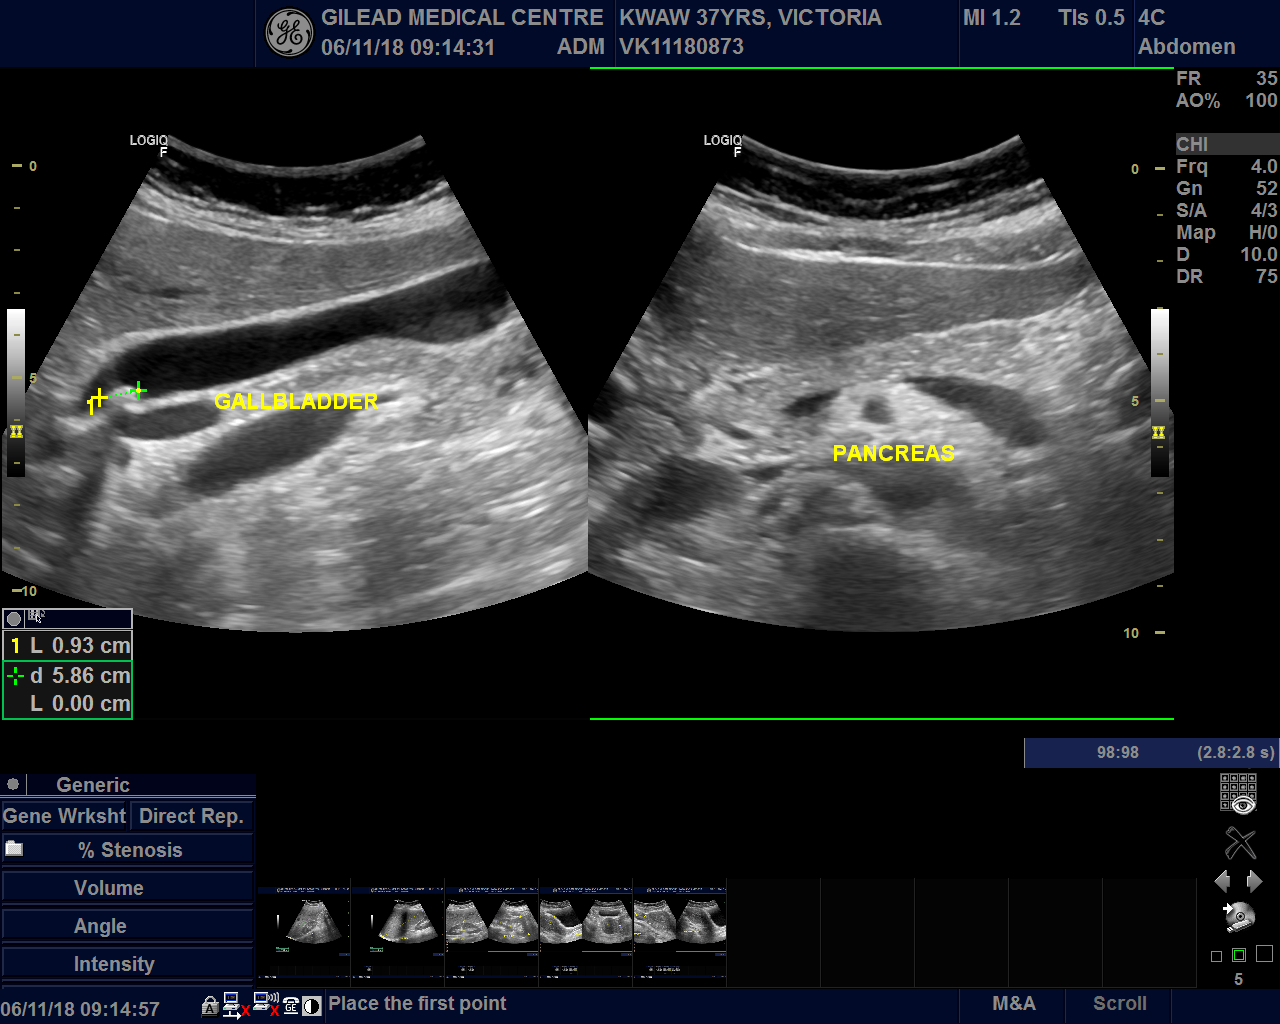 GILEAD MEDICAL CENTRE
06/11/18 09:14:31 ADM
KWAW 37YRS, VICTORIA
VK11180873
MI 1.2 TIs 0.5
4C
Abdomen
FR 35
AO% 100
CHI
Frq 4.0
Gn 52
S/A 4/3
Map H/0
D 10.0
DR 75
LOGIQ
F
0
5
10
1
GALLBLADDER
LOGIQ
F
0
5
10
PANCREAS
1 L 0.93 cm
d 5.86 cm
L 0.00 cm
98:98 (2.8:2.8 s)
Generic
Gene Wrksht Direct Rep.
% Stenosis
Volume
Angle
Intensity
5
06/11/18 09:14:57
A
GE
Place the first point
M&A
Scroll